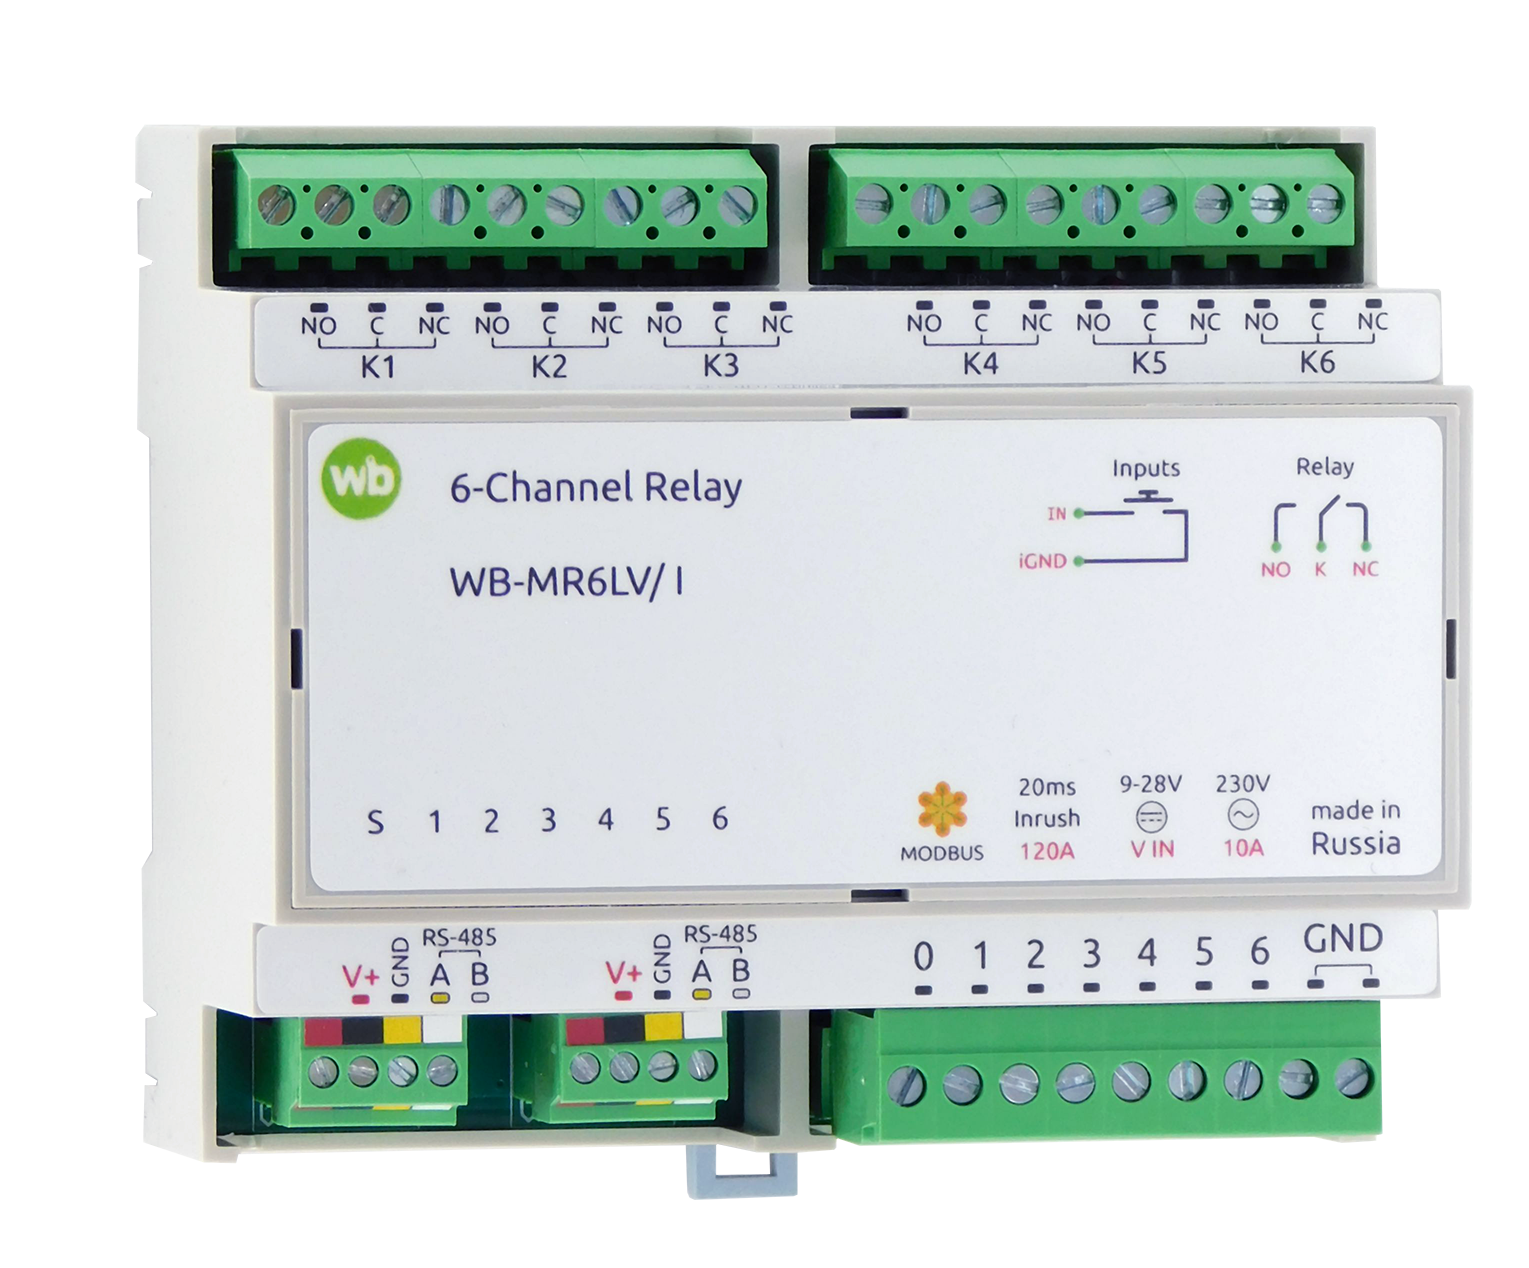 NO C NC NO C NC NO C NC NO C NC NO C NC NO C NC
K1 K2 K3 K4 K5 K6
wb
6-Channel Relay
WB-MR6LV/ I
Inputs
IN
iGND
Relay
NO K NC
S 1 2 3 4 5 6
MODBUS
20ms
Inrush
120A
9-28V
V IN
230V
10A
made in
Russia
RS-485
V+ GND A B
RS-485
V+ GND A B
0 1 2 3 4 5 6 GND